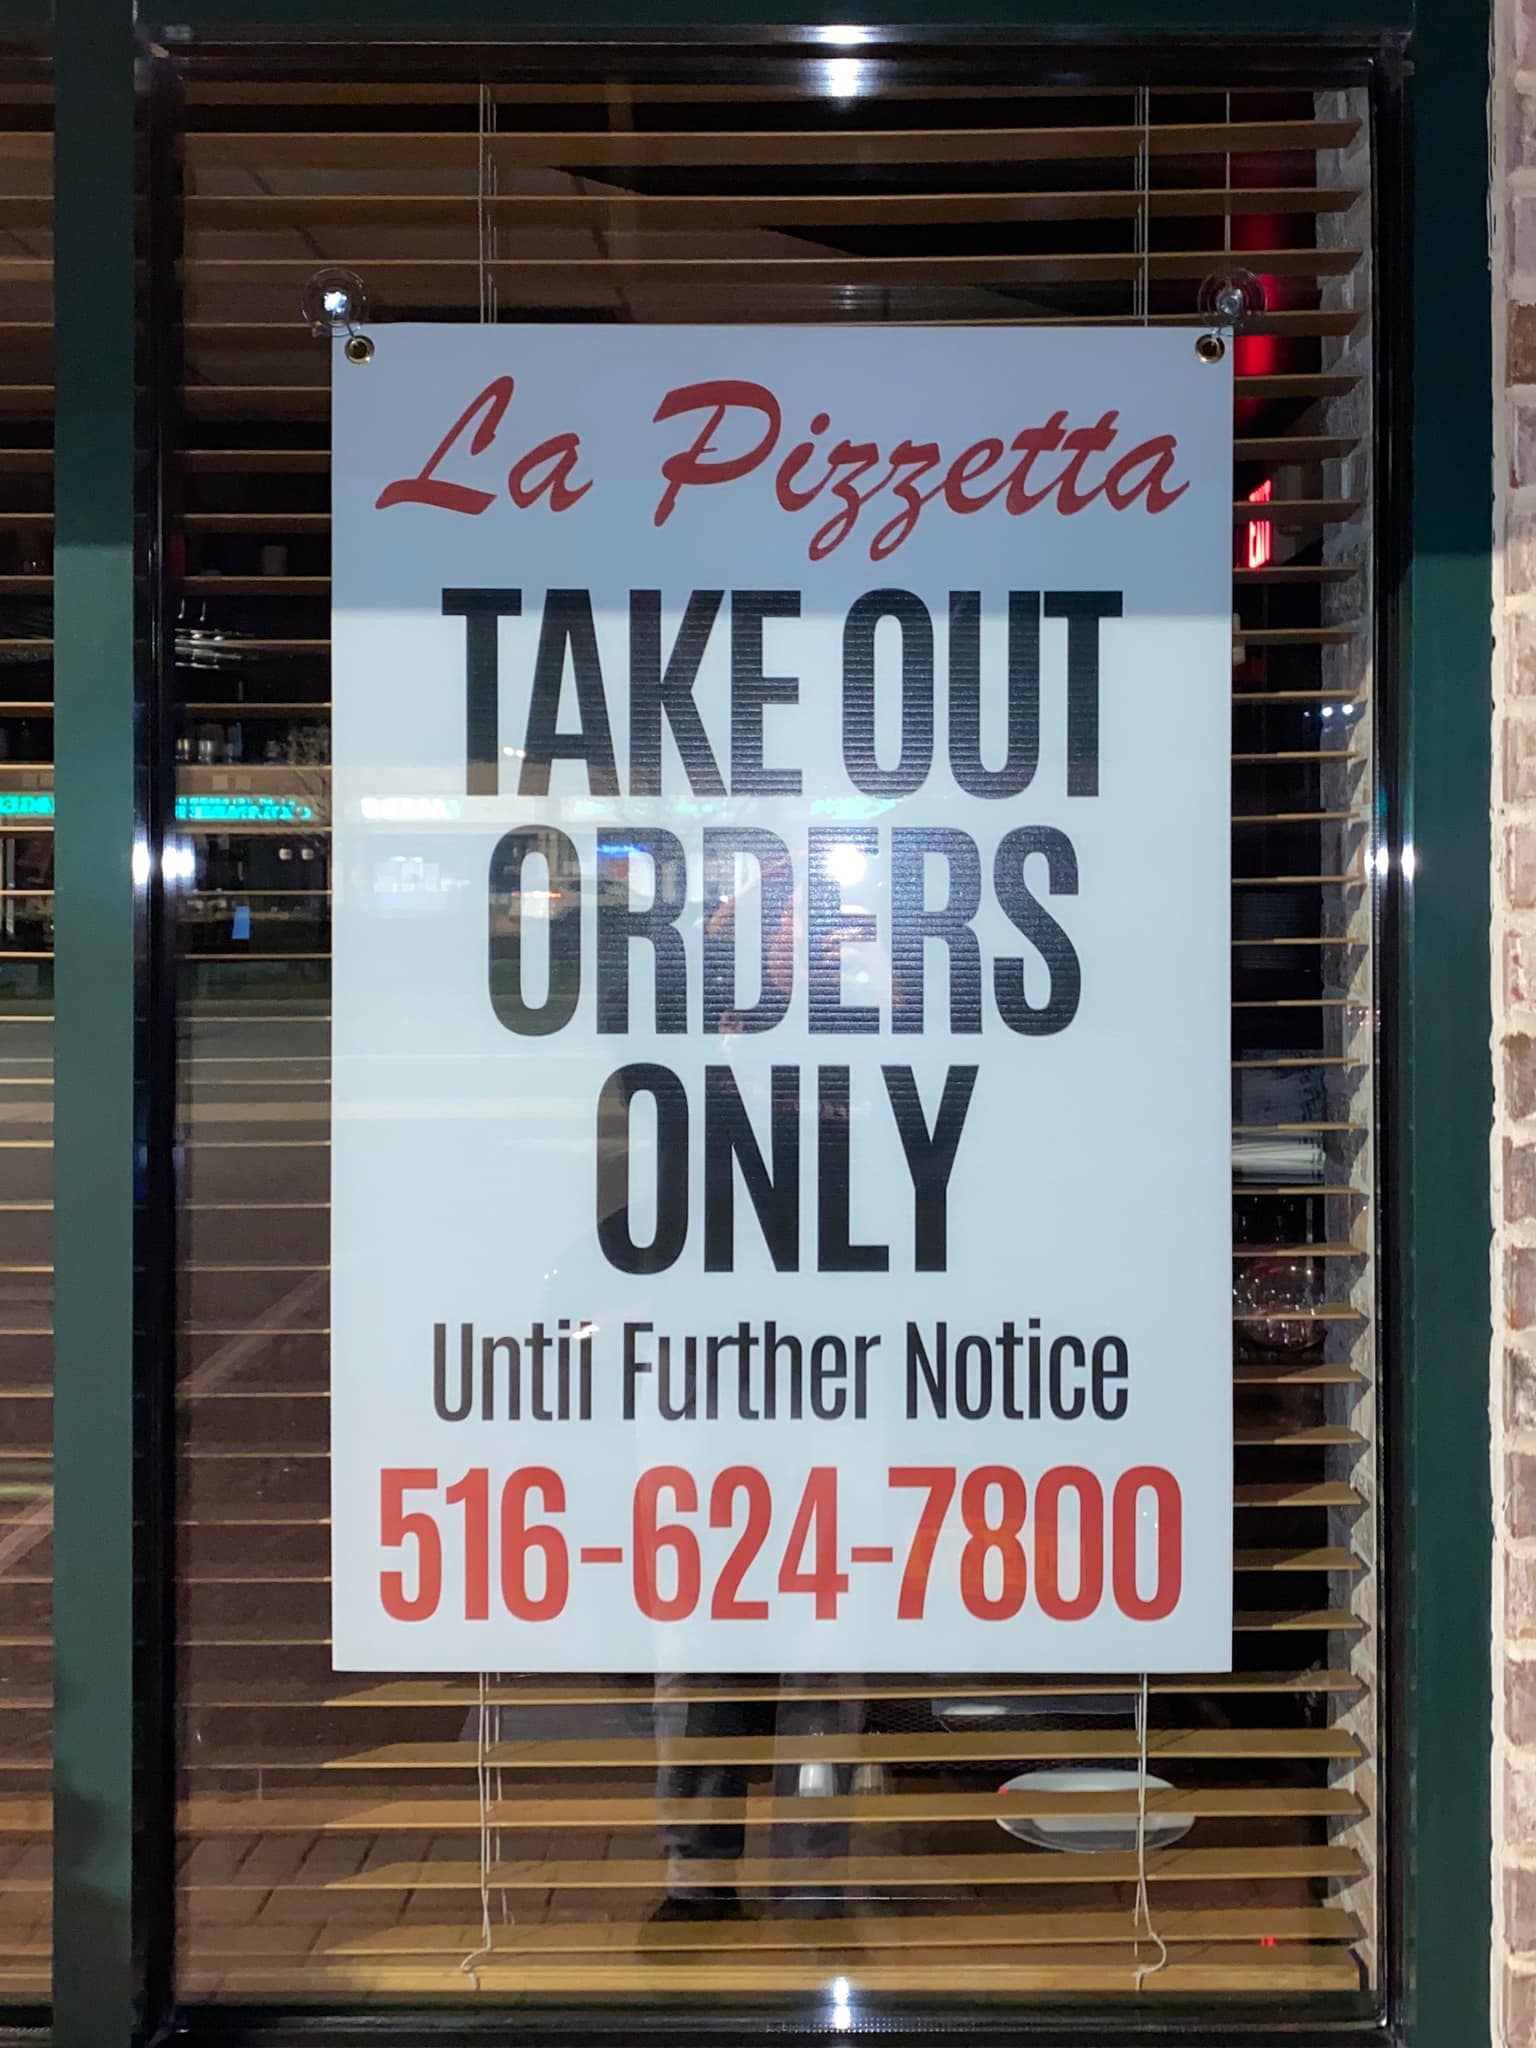 La Pizzetta
TAKE OUT
ORDERS
ONLY
Until Further Notice
516-624-7800